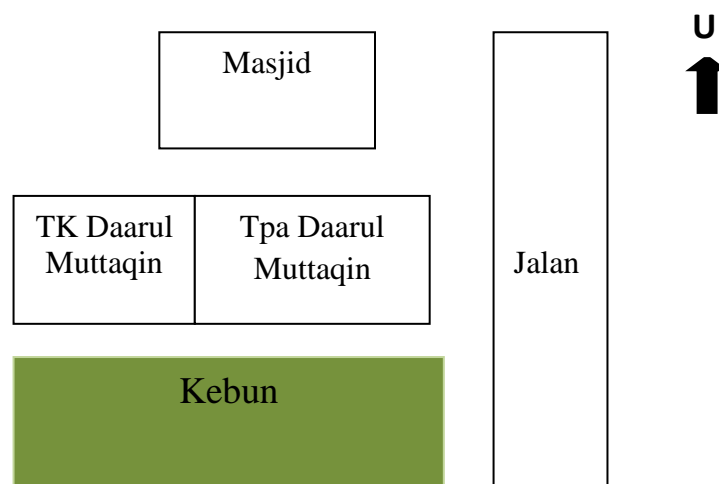 U
Masjid
TK Daarul
Muttaqin
Tpa Daarul
Muttaqin
Jalan
Kebun